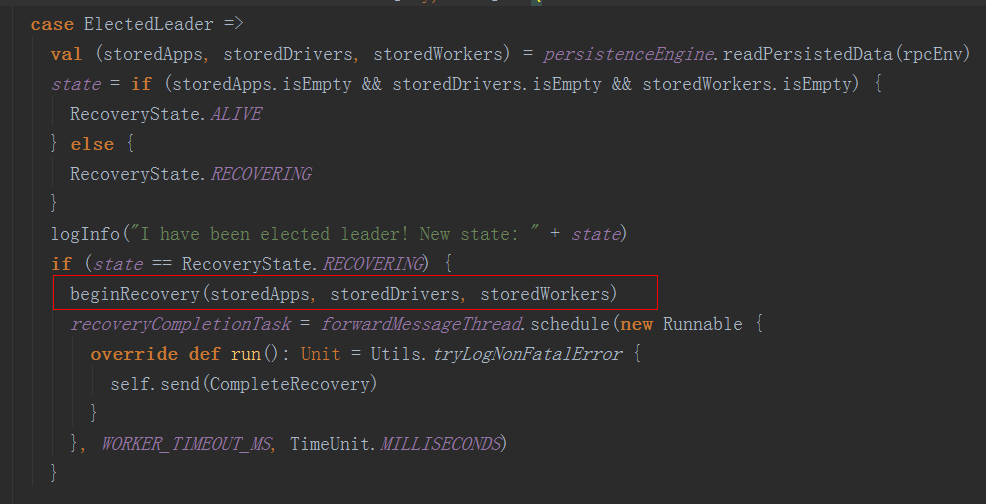 case ElectedLeader =>
val (storedApps, storedDrivers, storedWorkers) = persistenceEngine.readPersistedData(rpcEnv)
state = if (storedApps.isEmpty && storedDrivers.isEmpty && storedWorkers.isEmpty) {
RecoveryState.ALIVE
} else {
RecoveryState.RECOVERING
}
logInfo("I have been elected leader! New state: " + state)
if (state == RecoveryState.RECOVERING) {
beginRecovery(storedApps, storedDrivers, storedWorkers)
recoveryCompletionTask = forwardMessageThread.schedule(new Runnable {
override def run(): Unit = Utils.tryLogNonFatalError {
self.send(CompleteRecovery)
}
}, WORKER_TIMEOUT_MS, TimeUnit.MILLISECONDS)
}